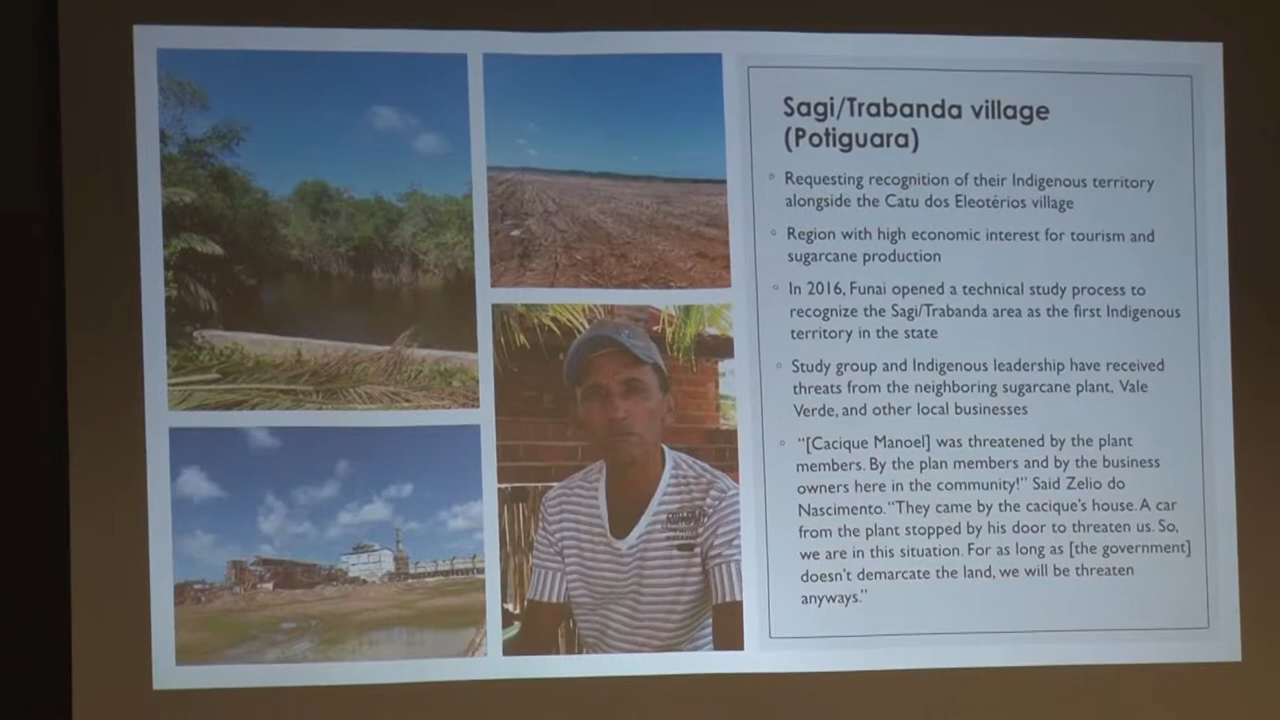 Sagi/Trabanda village
(Potiguara)
Requesting recognition of their Indigenous territory
alongside the Catu dos Eleotérios village
Region with high economic interest for tourism and
sugarcane production
In 2016, Funai opened a technical study process to
recognize the Sagi/Trabanda area as the first Indigenous
territory in the state
Study group and Indigenous leadership have received
threats from the neighboring sugarcane plant, Vale
Verde, and other local businesses
“[Cacique Manoel] was threatened by the plant
members. By the plan members and by the business
owners here in the community!” Said Zelio do
Nascimento. “They came by the cacique’s house. A car
from the plant stopped by his door to threaten us. So,
we are in this situation. For as long as [the government]
doesn’t demarcate the land, we will be threaten
anyways.”